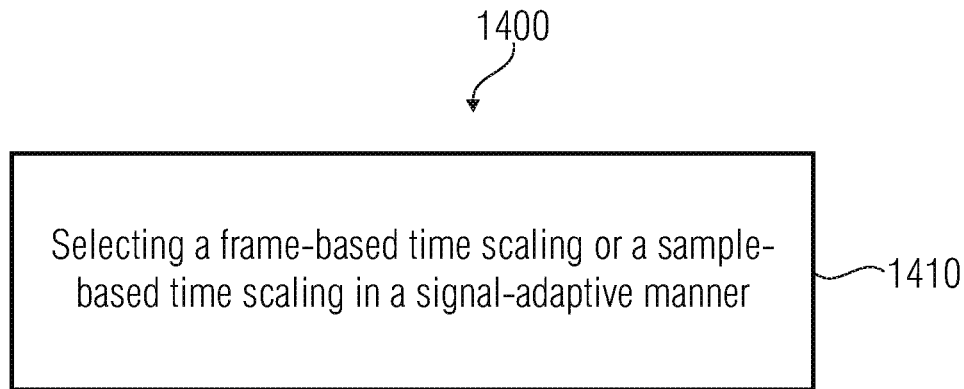 1400
Selecting a frame-based time scaling or a sample-
based time scaling in a signal-adaptive manner
1410